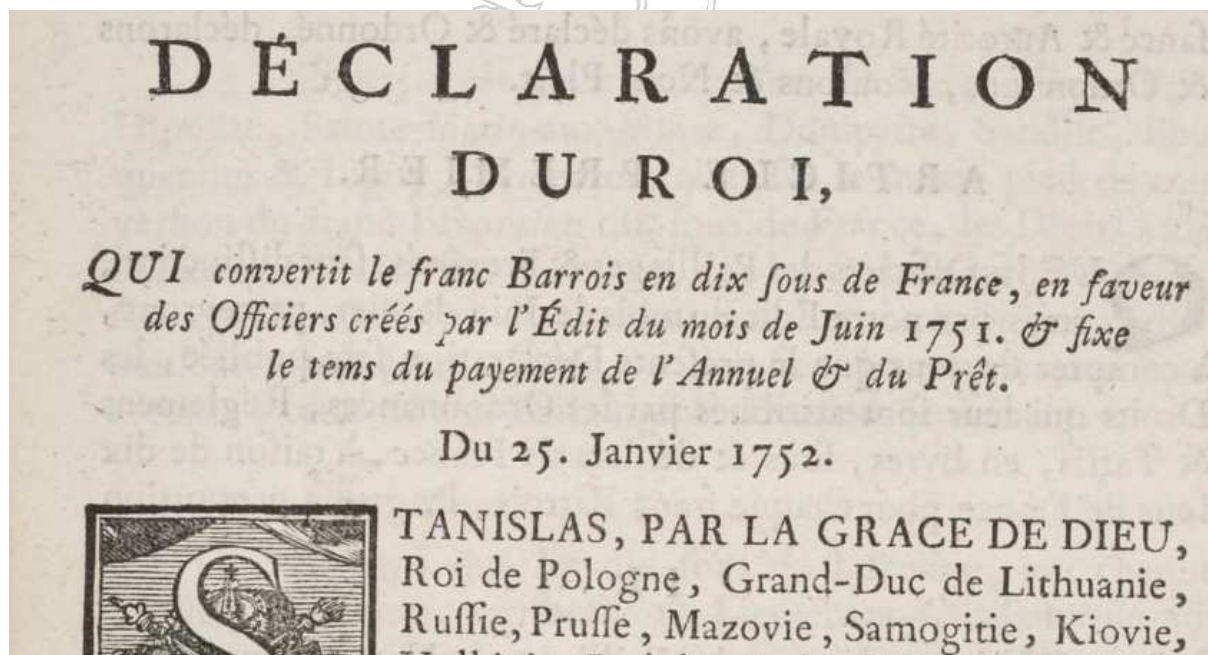 DÉCLARATION
DU ROI,
QUI convertit le franc Barrois en dix sous de France, en faveur
des Officiers créés par l'Édit du mois de Juin 1751. & fixe
le tems du payement de l'Annuel & du Prêt.
Du 25. Janvier 1752.
STANISLAS, PAR LA GRACE DE DIEU,
Roi de Pologne, Grand-Duc de Lithuanie,
Russie, Prusse, Mazovie, Samogitie, Kiovie,